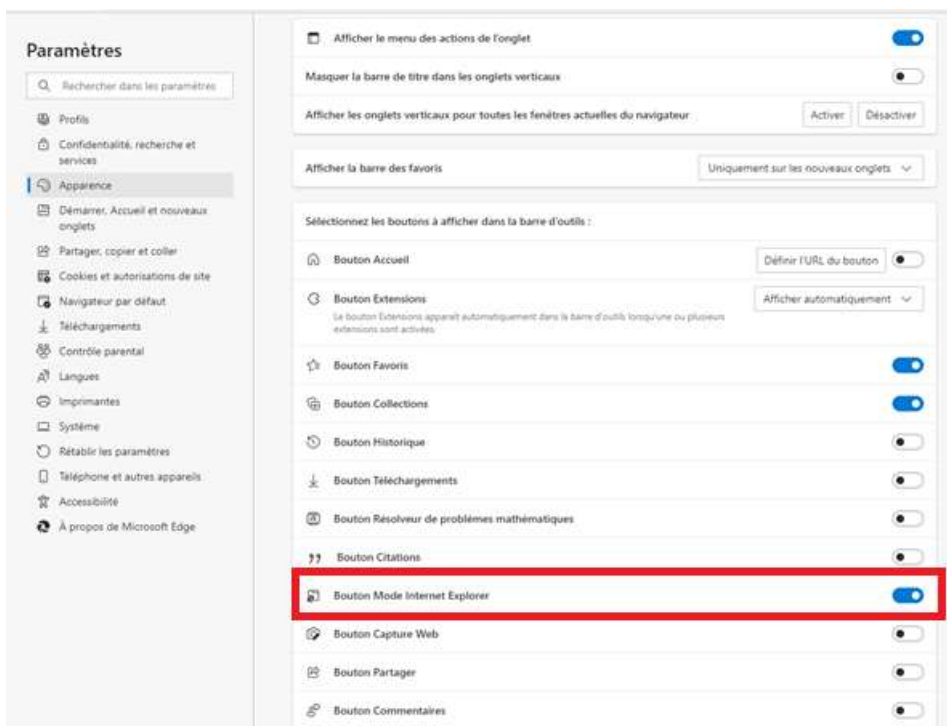 Paramètres
Rechercher dans les paramètres
Profils
Confidentialité, recherche et
services
Apparence
Démarrer, Accueil et nouveaux
onglets
Partager, copier et coller
Cookies et autorisations de site
Navigateur par défaut
Téléchargements
Contrôle parental
Langues
Imprimantes
Système
Rétablir les paramètres
Téléphone et autres appareils
Accessibilité
À propos de Microsoft Edge
Afficher le menu des actions de l'onglet
Masquer la barre de titre dans les onglets verticaux
Afficher les onglets verticaux pour toutes les fenêtres actuelles du navigateur
Activer
Désactiver
Afficher la barre des favoris
Uniquement sur les nouveaux onglets
Sélectionnez les boutons à afficher dans la barre d'outils :
Bouton Accueil
Définir l'URL du bouton
Bouton Extensions
Afficher automatiquement
Le bouton Extensions apparaît automatiquement dans la barre d'outils lorsqu'une ou plusieurs
extensions sont activées.
Bouton Favoris
Bouton Collections
Bouton Historique
Bouton Téléchargements
Bouton Résolveur de problèmes mathématiques
Bouton Citations
Bouton Mode Internet Explorer
Bouton Capture Web
Bouton Partager
Bouton Commentaires